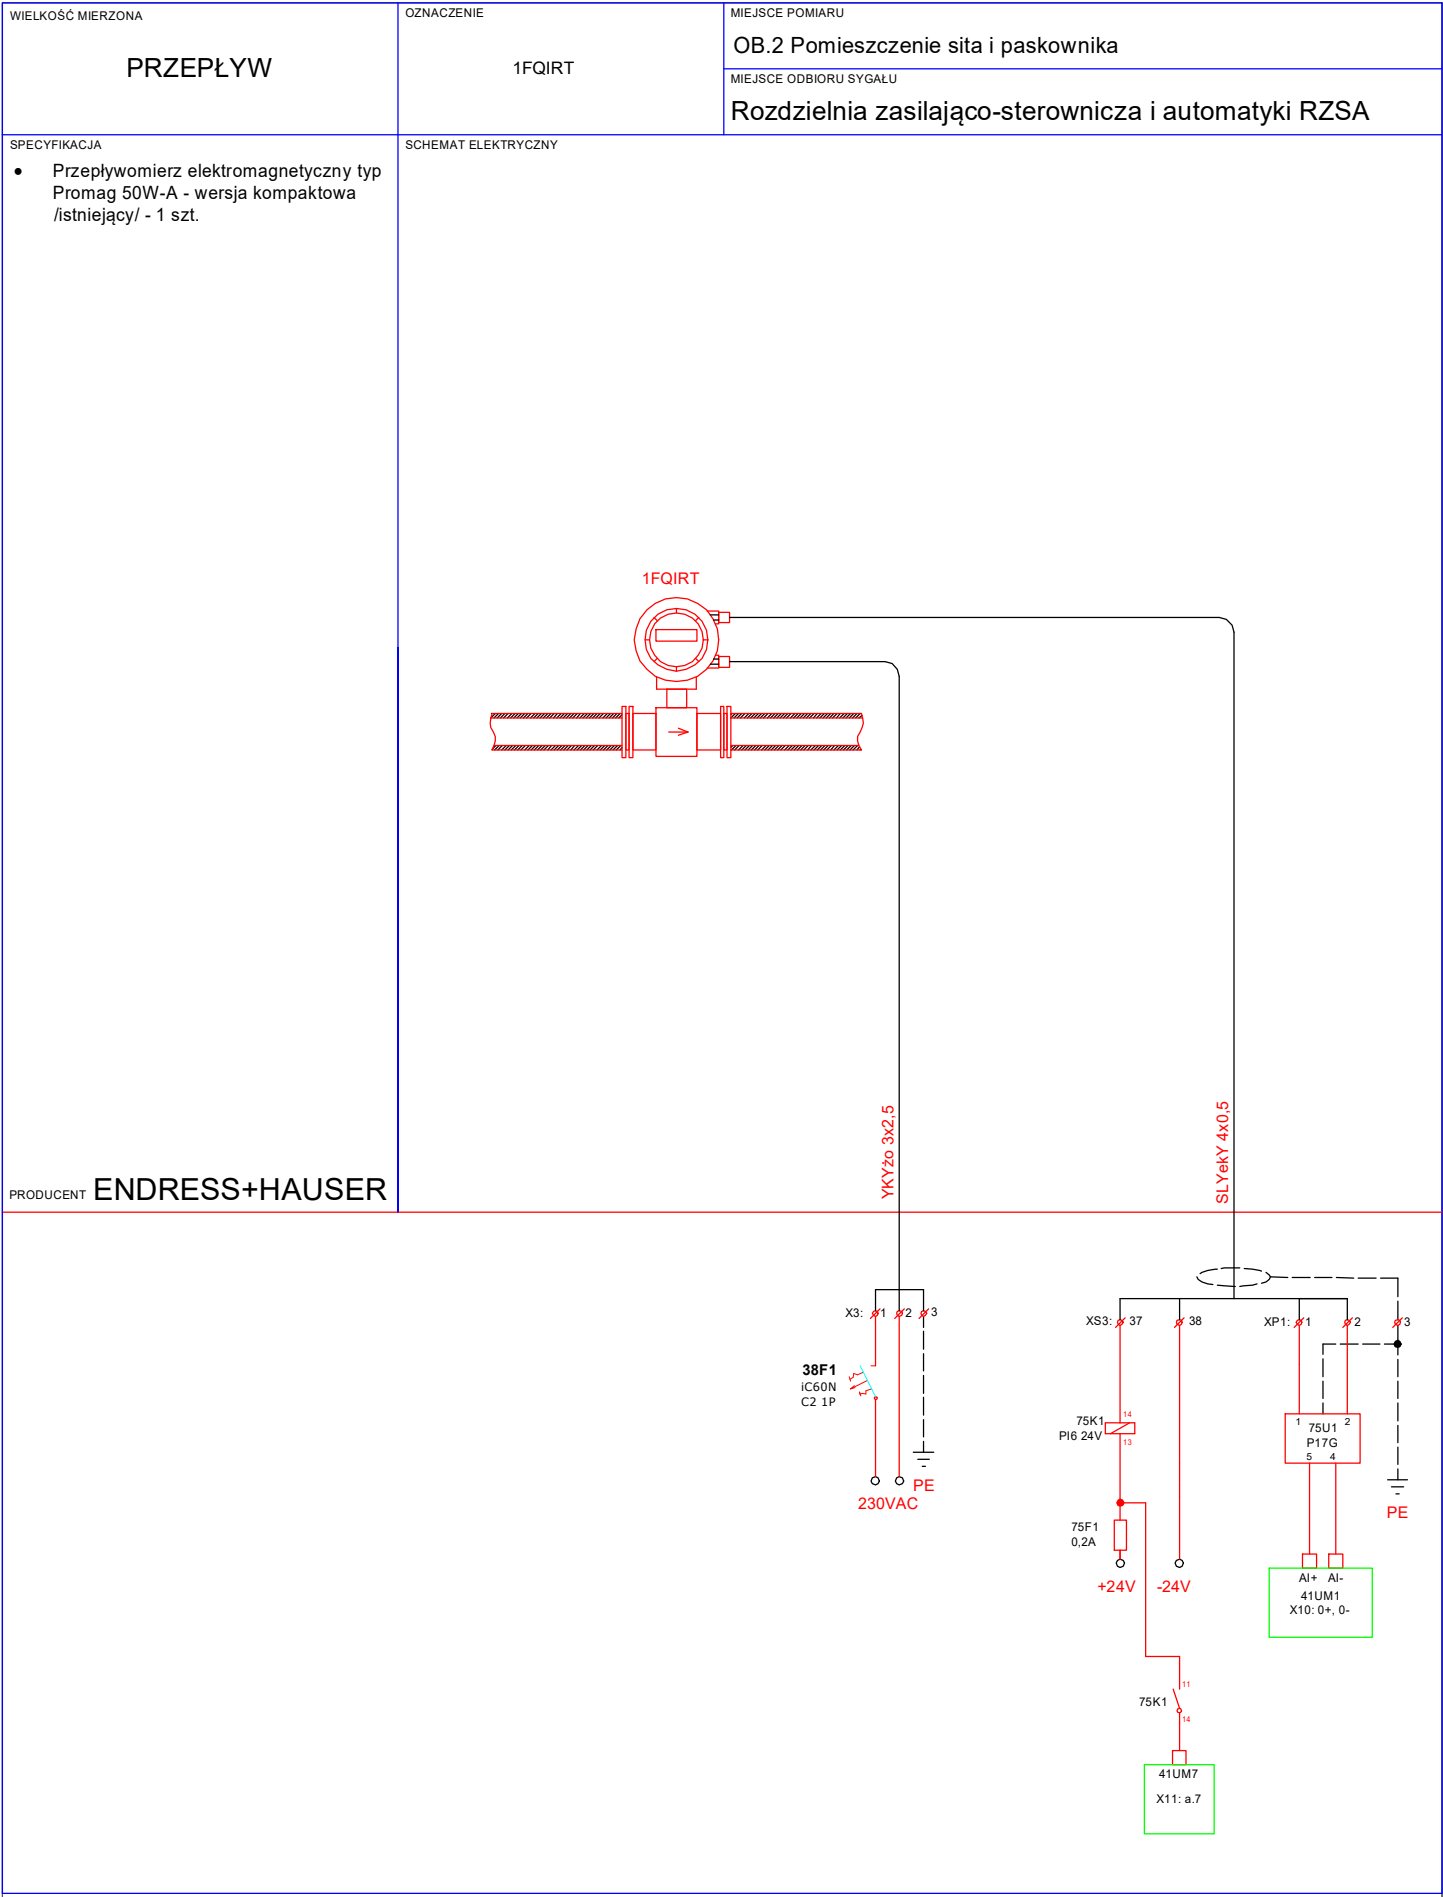 WIELKOŚĆ MIERZONA
PRZEPŁYW
OZNACZENIE
1FQIRT
MIEJSCE POMIARU
OB.2 Pomieszczenie sita i paskownika
MIEJSCE ODBIORU SYGAŁU
Rozdzielnia zasilająco-sterownicza i automatyki RZSA
SPECYFIKACJA
• Przepływomierz elektromagnetyczny typ
Promag 50W-A - wersja kompaktowa
/istniejący/ - 1 szt.
SCHEMAT ELEKTRYCZNY
1FQIRT
YKYżo 3x2,5
SLYekY 4x0,5
PRODUCENT ENDRESS+HAUSER
X3: 1 2 3
XS3: 37 38
XP1: 1 2 3
38F1
iC60N
C2 1P
PE
230VAC
75K1
PI6 24V
14
13
75F1
0,2A
+24V -24V
1 2
75U1
P17G
5 4
PE
AI+ AI-
41UM1
X10: 0+, 0-
75K1
11
14
41UM7
X11: a.7